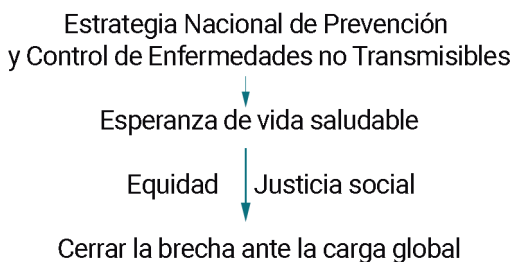 Estrategia Nacional de Prevención
y Control de Enfermedades no Transmisibles
Esperanza de vida saludable
Equidad Justicia social
Cerrar la brecha ante la carga global